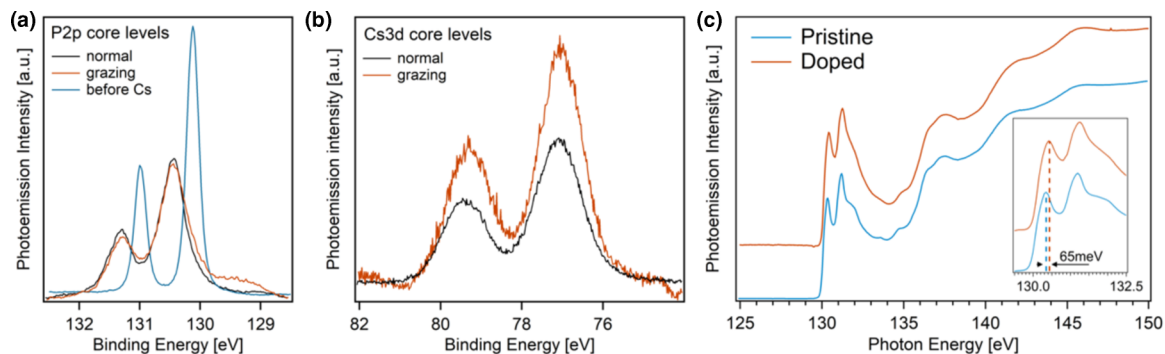 (a)
P2p core levels
normal
grazing
before Cs
Photoemission Intensity [a.u.]
132
131
130
129
Binding Energy [eV]
(b)
Cs3d core levels
normal
grazing
Photoemission Intensity [a.u.]
82
80
78
76
Binding Energy [eV]
(c)
Pristine
Doped
Photoemission Intensity [a.u.]
65meV
130.0
132.5
125
130
135
140
145
150
Photon Energy [eV]